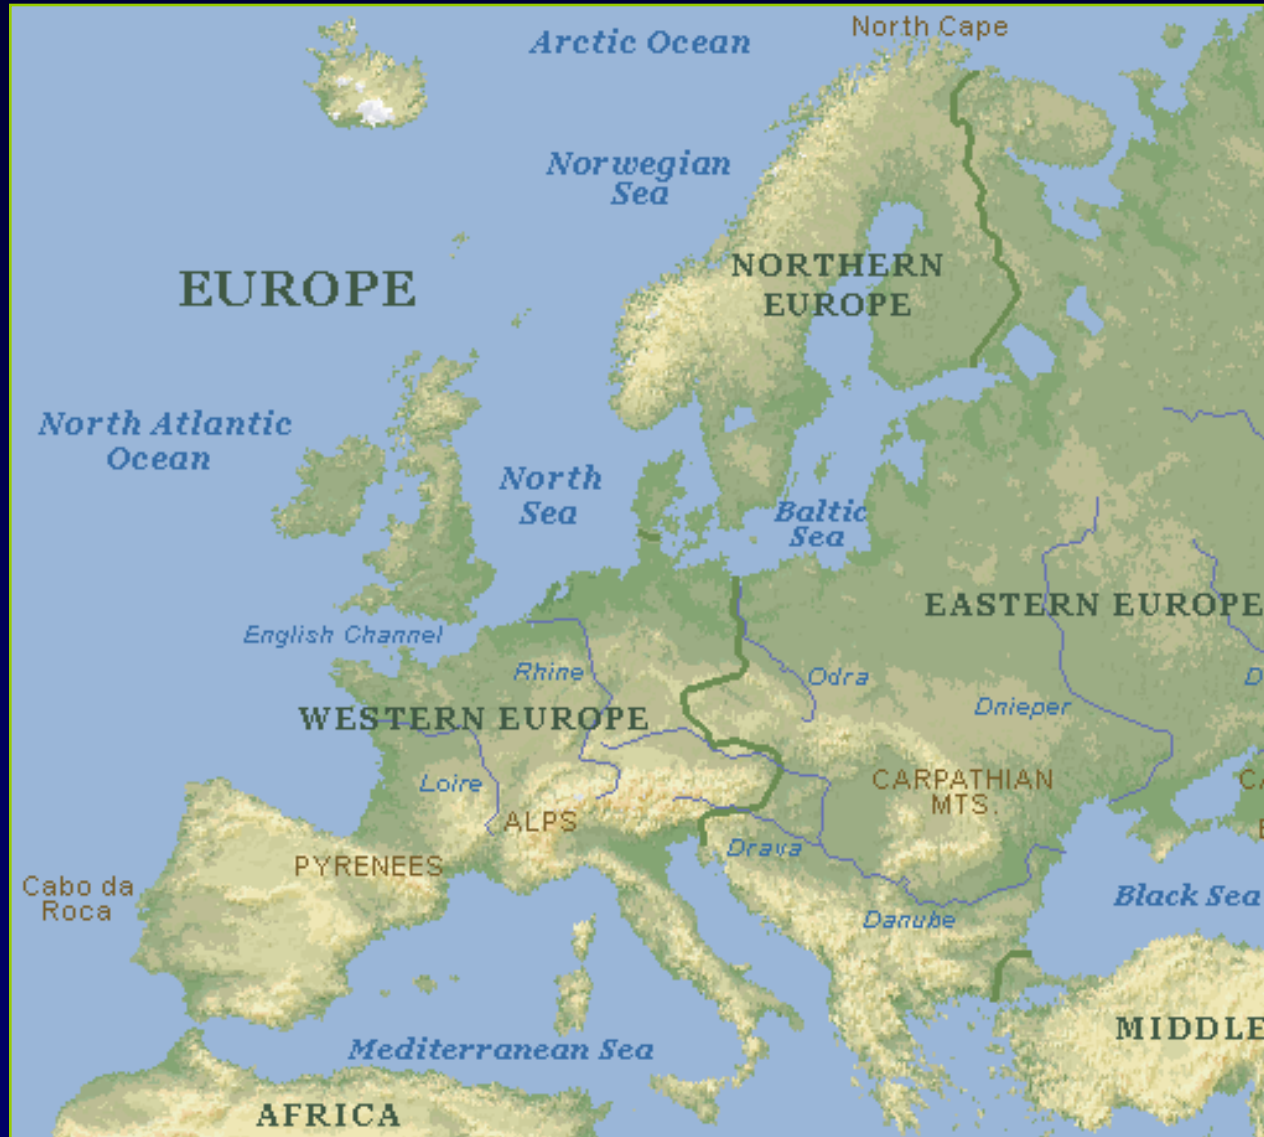 North Cape
Arctic Ocean
Norwegian
Sea
NORTHERN
EUROPE
EUROPE
North Atlantic
Ocean
North
Sea
Baltic
Sea
EASTERN EUROPE
English Channel
Rhine
Odra
D
Dnieper
WESTERN EUROPE
Loire
CARPATHIAN
MTS.
CA
ALPS
Drava
PYRENEES
Cabo da
Roca
Black Sea
Danube
MIDDLE
Mediterranean Sea
AFRICA